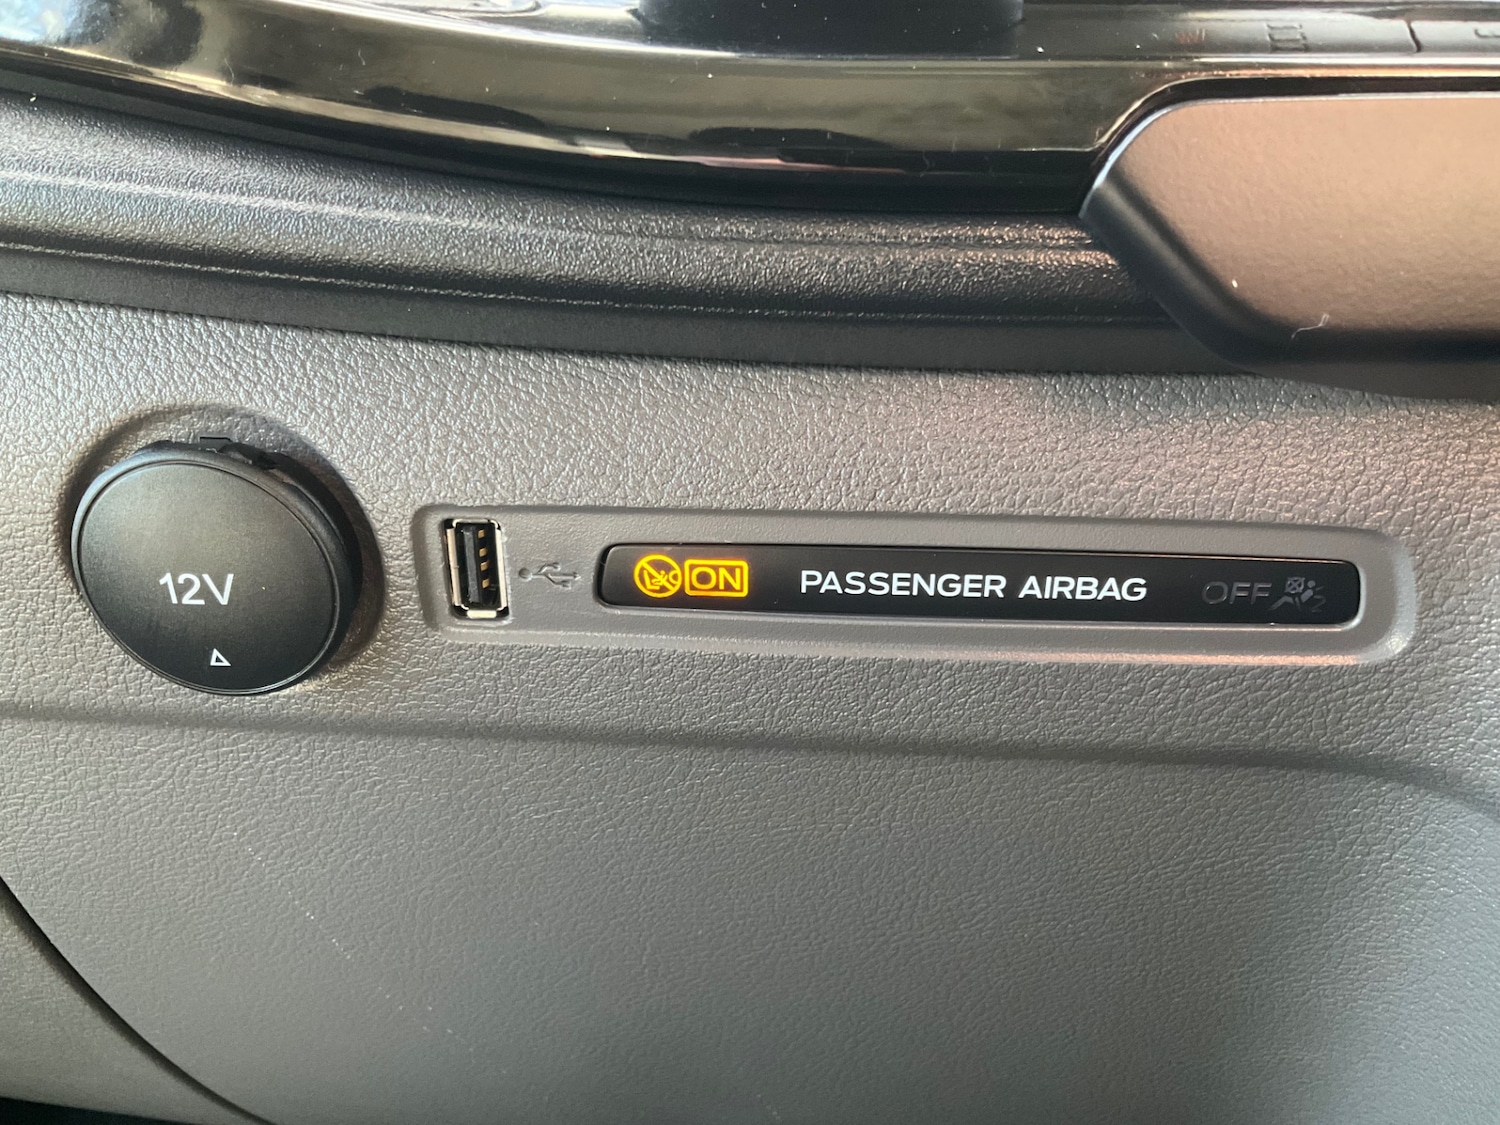 12V
ON PASSENGER AIRBAG OFF